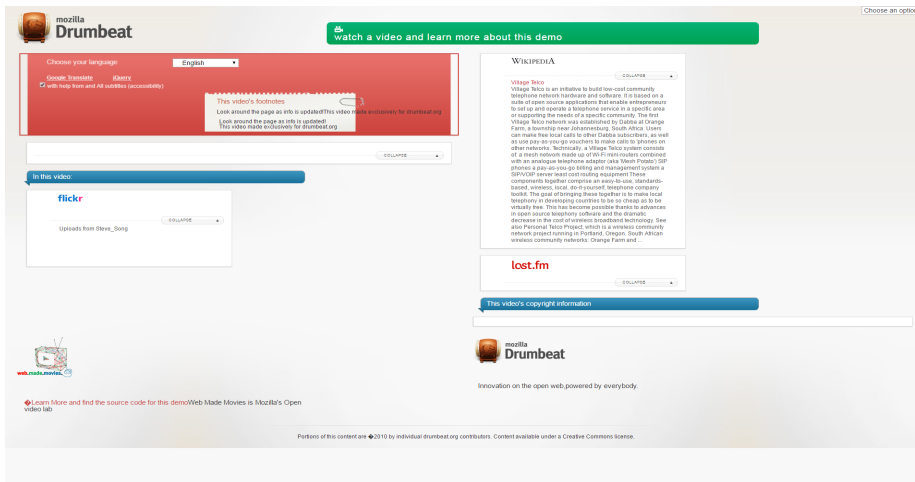 Choose an option
mozilla
Drumbeat
watch a video and learn more about this demo
Choose your language
English
Google Translate jQuery
with help from and All subtitles (accessibility)
This video's footnotes
Look around the page as info is updated!This video made exclusively for drumbeat.org
Look around the page as info is updated!
This video made exclusively for drumbeat.org
COLLAPSE
In this video:
flickr
COLLAPSE
Uploads from Steve_Song
WIKIPEDIA
COLLAPSE
Village Telco
Village Telco is an initiative to build low-cost community
telephone network hardware and software. It is based on a
suite of open source applications that enable entrepreneurs
to set up and operate a telephone service in a specific area
or supporting the needs of a specific community. The first
Village Telco network was established by Dabba at Orange
Farm, a township near Johannesburg, South Africa. Users
can make free local calls to other Dabba subscribers, as well
as use pay-as-you-go vouchers to make calls to 'phones on
other networks. Technically, a Village Telco system consists
of: a mesh network made up of Wi-Fi mini-routers combined
with an analogue telephone adaptor (aka 'Mesh Potato') SIP
phones a pay-as-you-go billing and management system a
SIP/VOIP server least cost routing equipment These
components together comprise an easy-to-use, standards-
based, wireless, local, do-it-yourself, telephone company
toolkit. The goal of bringing these together is to make local
telephony in developing countries to be so cheap as to be
virtually free. This has become possible thanks to advances
in open source telephony software and the dramatic
decrease in the cost of wireless broadband technology. See
also Personal Telco Project, which is a wireless community
network project running in Portland, Oregon. South African
wireless community networks: Orange Farm and ...
last.fm
COLLAPSE
This video's copyright information
web.made.movies.
�Learn More and find the source code for this demoWeb Made Movies is Mozilla's Open
video lab
mozilla
Drumbeat
Innovation on the open web,powered by everybody.
Portions of this content are �2010 by individual drumbeat.org contributors. Content available under a Creative Commons license.